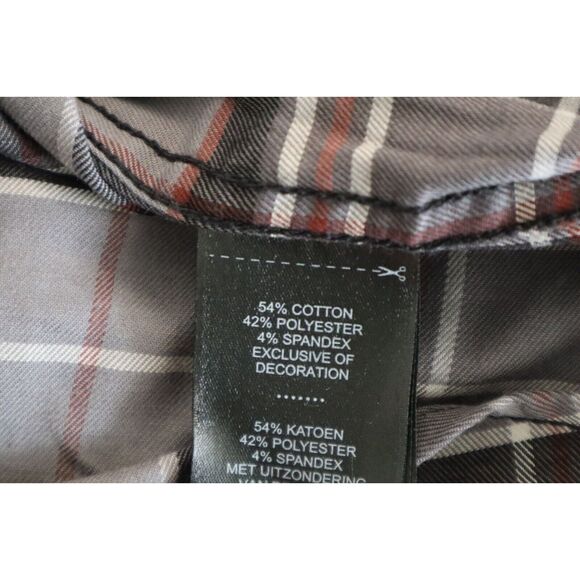 54% COTTON
42% POLYESTER
4% SPANDEX
EXCLUSIVE OF
DECORATION
.......
54% KATOEN
42% POLYESTER
4% SPANDEX
MET UITZONDERING